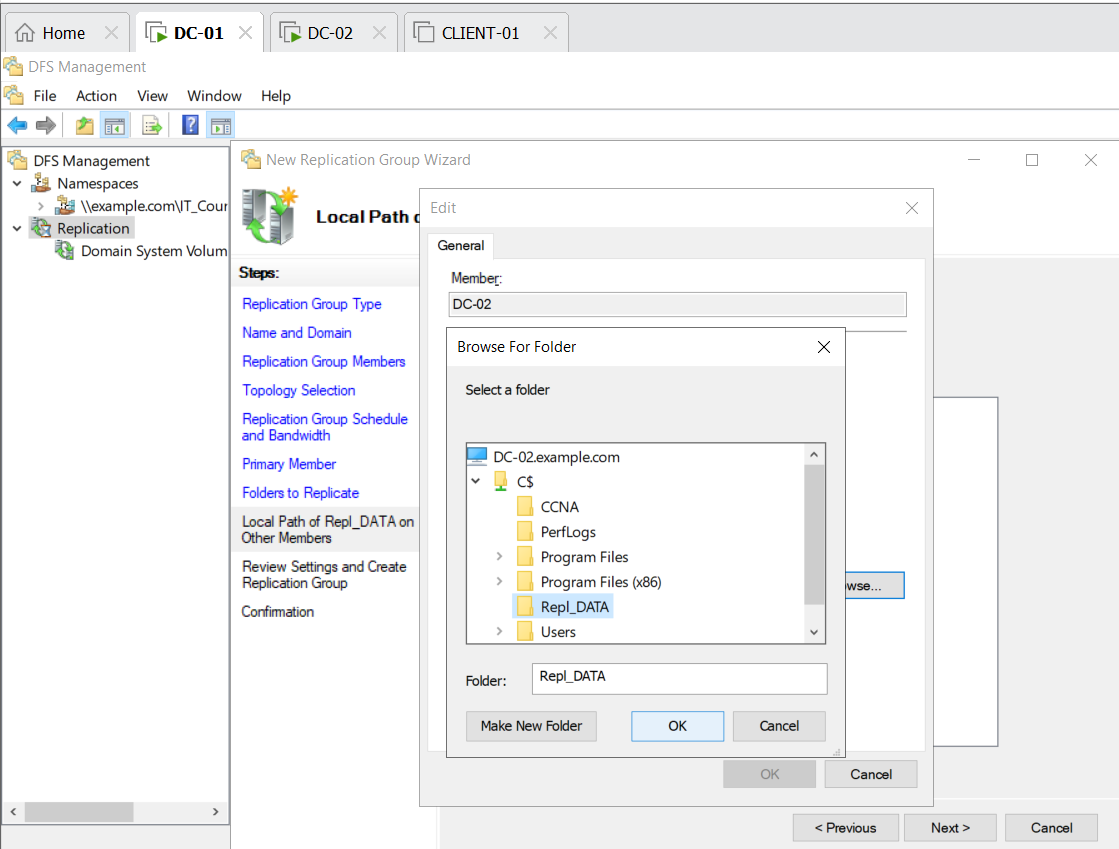 Home
DC-01
DC-02
CLIENT-01
DFS Management
File Action View Window Help
DFS Management
Namespaces
\\example.com\IT_Cour
Replication
Domain System Volum
New Replication Group Wizard
Local Path
Steps:
Replication Group Type
Name and Domain
Replication Group Members
Topology Selection
Replication Group Schedule
and Bandwidth
Primary Member
Folders to Replicate
Local Path of Repl_DATA on
Other Members
Review Settings and Create
Replication Group
Confirmation
Edit
General
Member:
DC-02
Browse For Folder
Select a folder
DC-02.example.com
C$
CCNA
PerfLogs
Program Files
Program Files (x86)
Repl_DATA
Users
Folder:
Repl_DATA
Make New Folder
OK
Cancel
wse...
OK
Cancel
< Previous
Next >
Cancel